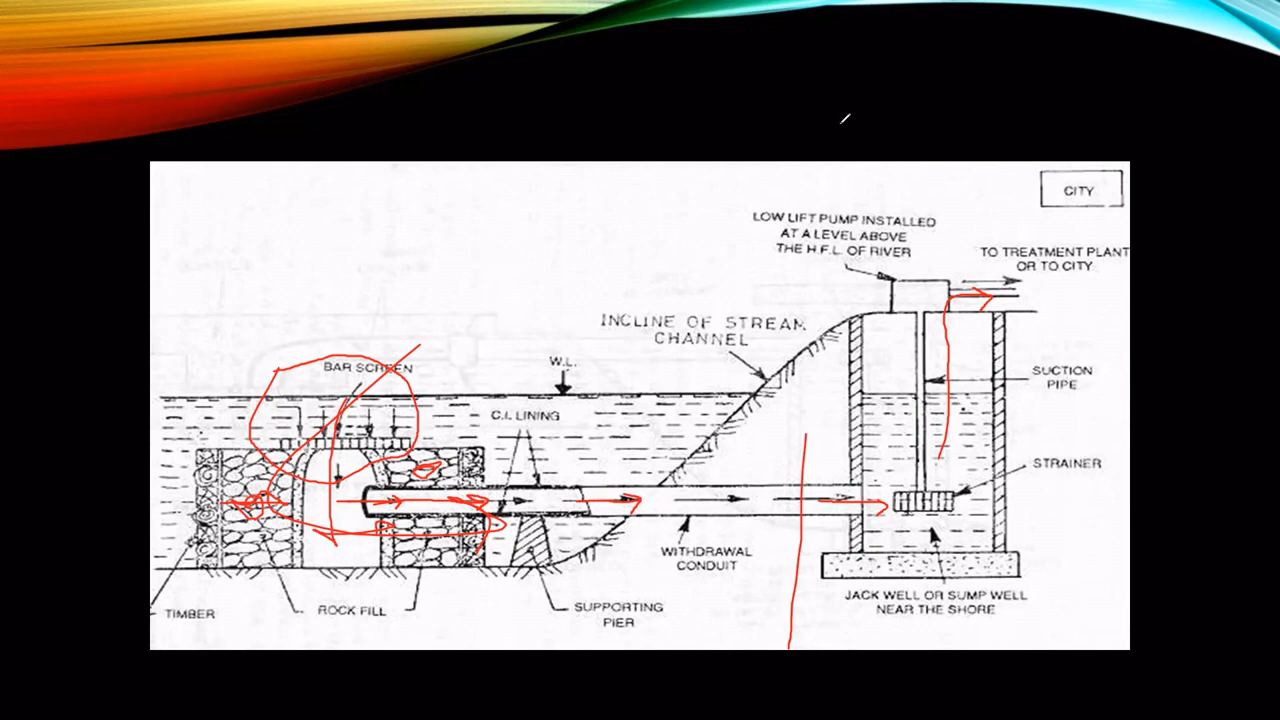 CITY
LOW LIFT PUMP INSTALLED
AT A LEVEL ABOVE
THE H.F.L. OF RIVER
TO TREATMENT PLANT
OR TO CITY
INCLINE OF STREAM
CHANNEL
W.L.
BAR SCREEN
SUCTION
PIPE
C.I. LINING
STRAINER
WITHDRAWAL
CONDUIT
JACK WELL OR SUMP WELL
NEAR THE SHORE
TIMBER
ROCK FILL
SUPPORTING
PIER